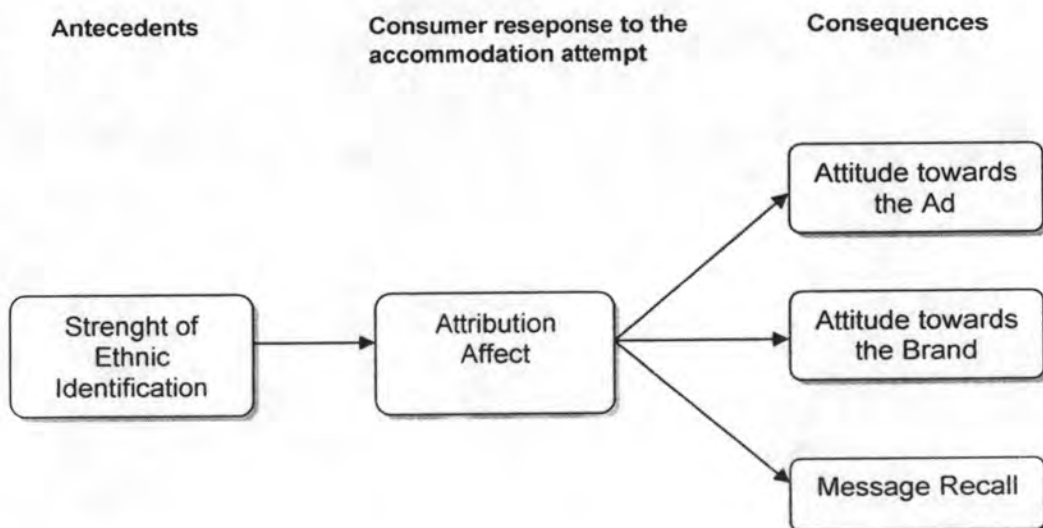 Antecedents
Consumer reseponse to the
accommodation attempt
Consequences
Strenght of
Ethnic
Identification
Attribution
Affect
Attitude towards
the Ad
Attitude towards
the Brand
Message Recall